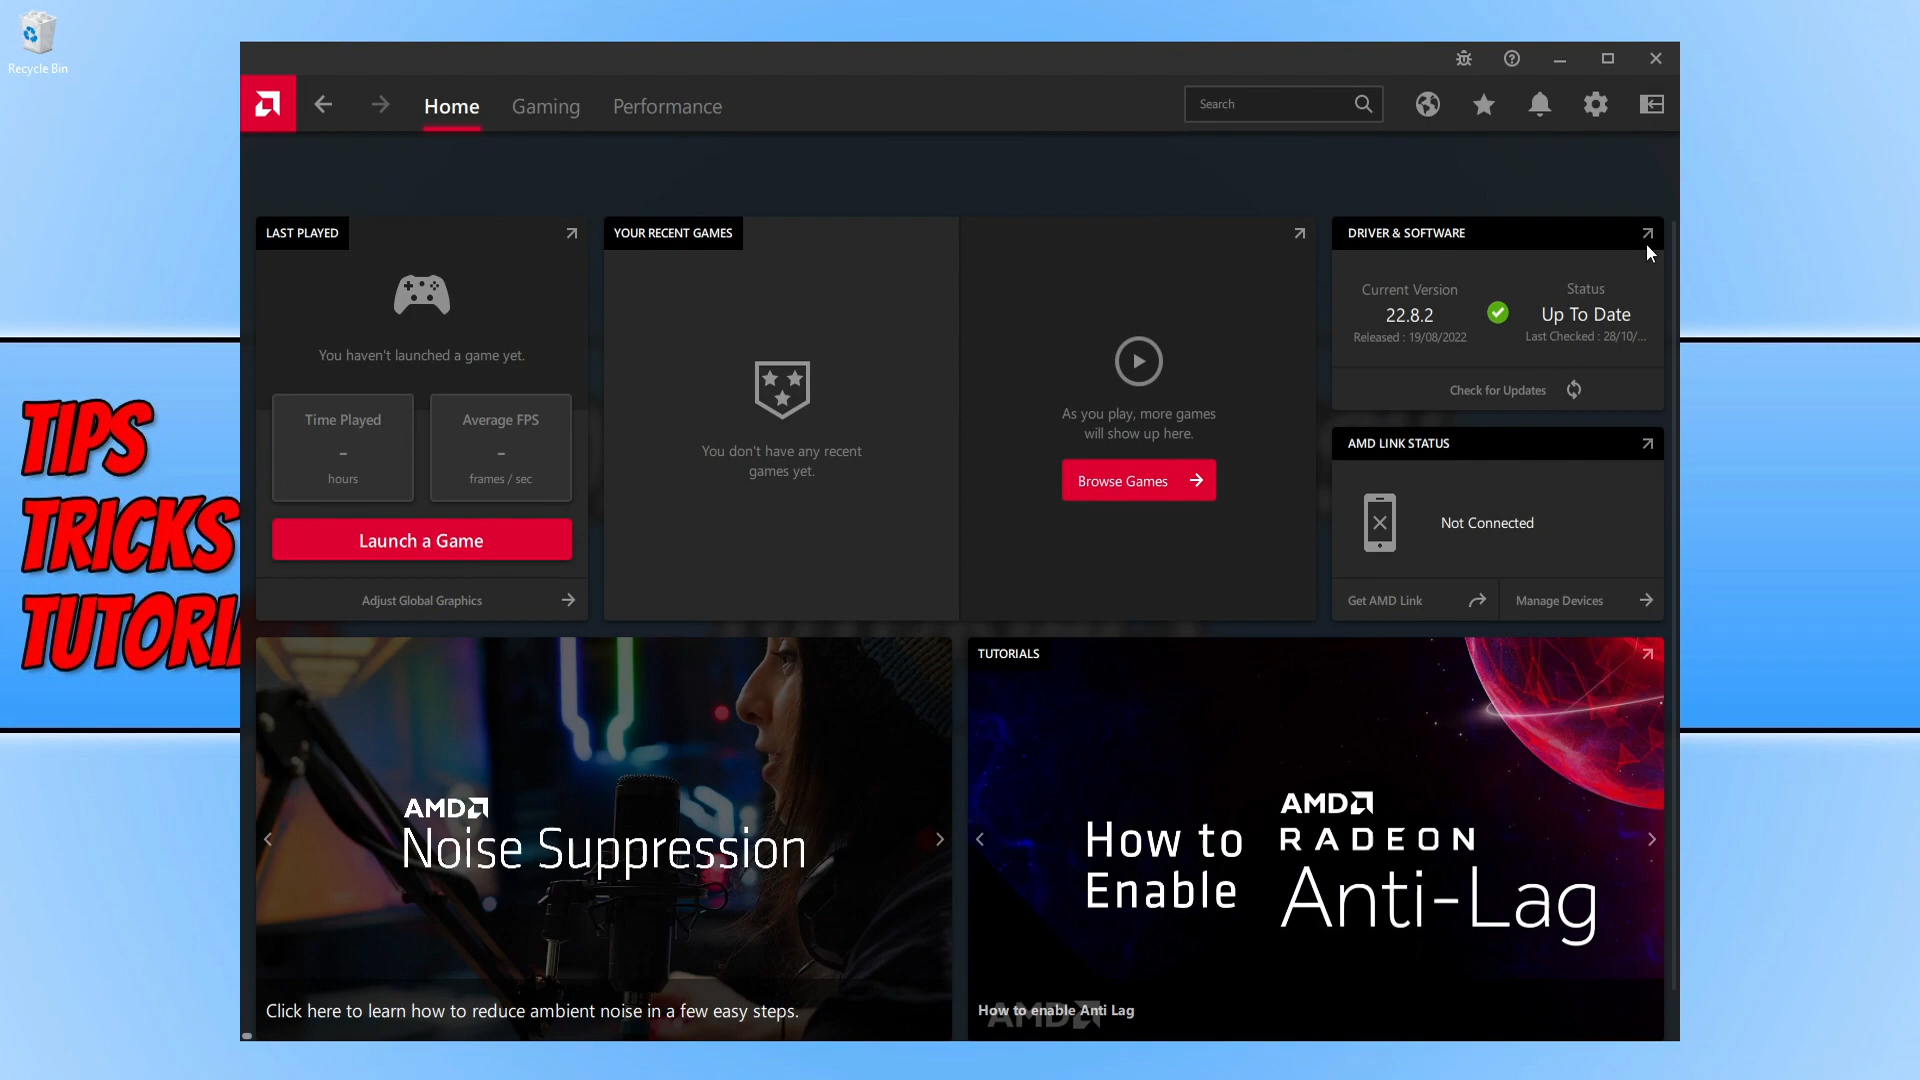 Recycle Bin
Home
Gaming
Performance
Search
LAST PLAYED
You haven't launched a game yet.
Time Played
-
hours
Average FPS
-
frames / sec
Launch a Game
Adjust Global Graphics
YOUR RECENT GAMES
You don't have any recent
games yet.
As you play, more games
will show up here.
Browse Games
DRIVER & SOFTWARE
Current Version
22.8.2
Released : 19/08/2022
Status
Up To Date
Last Checked : 28/10/...
Check for Updates
AMD LINK STATUS
Not Connected
Get AMD Link
Manage Devices
TIPS
TRICKS
TUTORI
AMD
Noise Suppression
Click here to learn how to reduce ambient noise in a few easy steps.
TUTORIALS
How to
Enable
AMD
RADEON
Anti-Lag
How to enable Anti Lag
AMD